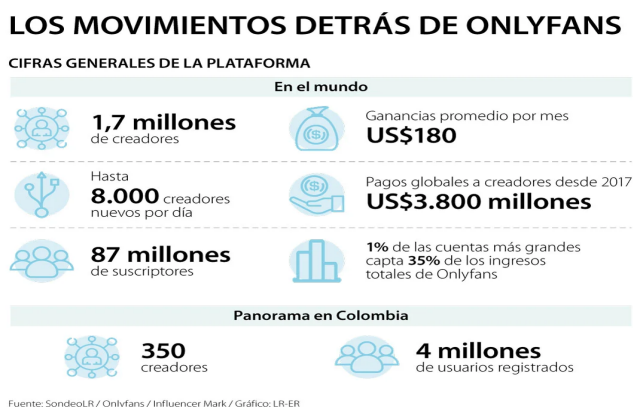 LOS MOVIMIENTOS DETRÁS DE ONLYFANS
CIFRAS GENERALES DE LA PLATAFORMA
En el mundo
1,7 millones
de creadores
Ganancias promedio por mes
US$180
Hasta
8.000 creadores
nuevos por día
Pagos globales a creadores desde 2017
US$3.800 millones
87 millones
de suscriptores
1% de las cuentas más grandes
capta 35% de los ingresos
totales de Onlyfans
Panorama en Colombia
350
creadores
4 millones
de usuarios registrados
Fuente: SondeoLR / Onlyfans / Influencer Mark / Gráfico: LR-ER